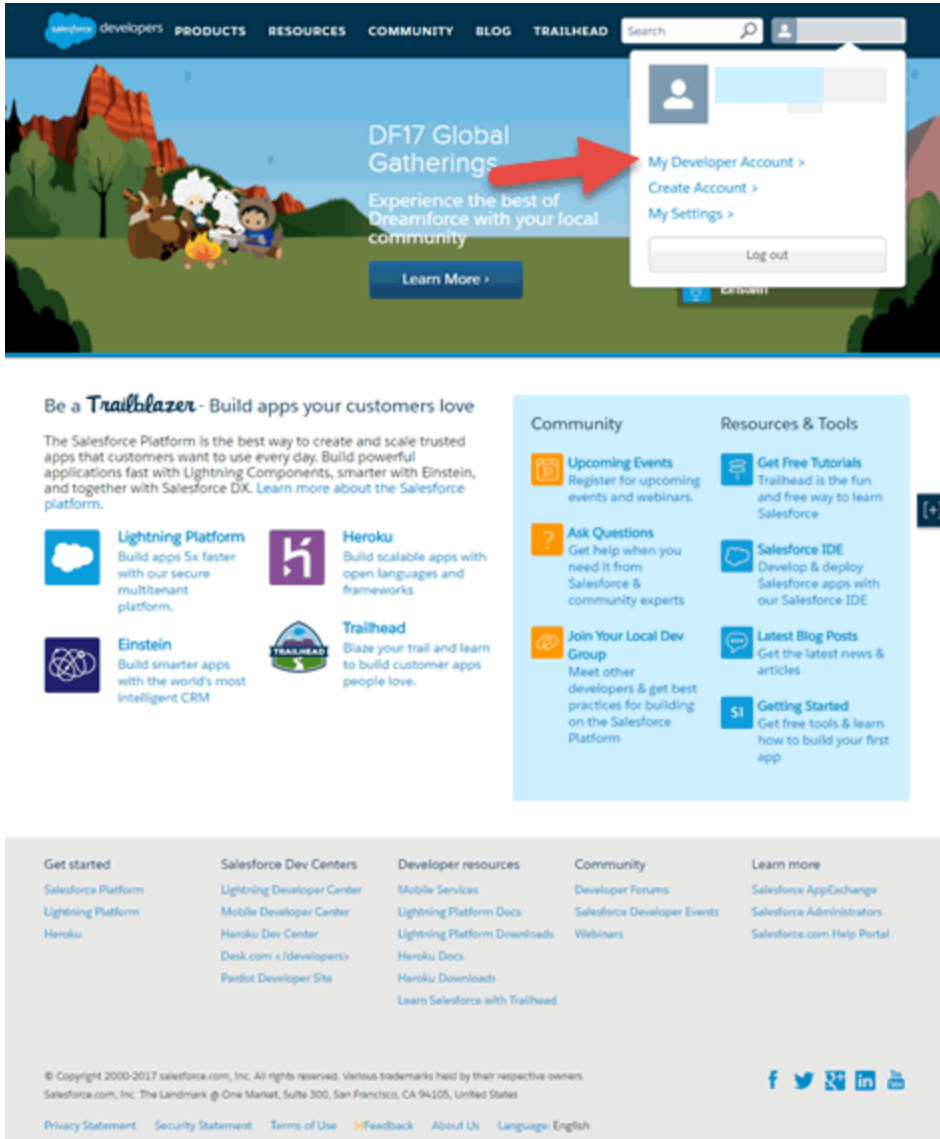 salesforce developers PRODUCTS RESOURCES COMMUNITY BLOG TRAILHEAD Search
DF17 Global
Gatherings
Experience the best of
Dreamforce with your local
community
Learn More ›
My Developer Account >
Create Account >
My Settings >
Log out
Einstein
Be a Trailblazer - Build apps your customers love
The Salesforce Platform is the best way to create and scale trusted
apps that customers want to use every day. Build powerful
applications fast with Lightning Components, smarter with Einstein,
and together with Salesforce DX. Learn more about the Salesforce
platform.
Lightning Platform
Build apps 5x faster
with our secure
multitenant
platform.
Heroku
Build scalable apps with
open languages and
frameworks
Einstein
Build smarter apps
with the world's most
intelligent CRM
TRAILHEAD
Trailhead
Blaze your trail and learn
to build customer apps
people love.
Community
31
Upcoming Events
Register for upcoming
events and webinars.
?
Ask Questions
Get help when you
need it from
Salesforce &
community experts
Join Your Local Dev
Group
Meet other
developers & get best
practices for building
on the Salesforce
Platform
Resources & Tools
Get Free Tutorials
Trailhead is the fun
and free way to learn
Salesforce
Salesforce IDE
Develop & deploy
Salesforce apps with
our Salesforce IDE
Latest Blog Posts
Get the latest news &
articles
S1
Getting Started
Get free tools & learn
how to build your first
app
[+]
Get started
Salesforce Platform
Lightning Platform
Heroku
Salesforce Dev Centers
Lightning Developer Center
Mobile Developer Center
Heroku Dev Center
Desk.com </developers>
Pardot Developer Site
Developer resources
Mobile Services
Lightning Platform Docs
Lightning Platform Downloads
Heroku Docs
Heroku Downloads
Learn Salesforce with Trailhead
Community
Developer Forums
Salesforce Developer Events
Webinars
Learn more
Salesforce AppExchange
Salesforce Administrators
Salesforce.com Help Portal
© Copyright 2000-2017 salesforce.com, inc. All rights reserved. Various trademarks held by their respective owners.
Salesforce.com, Inc. The Landmark @ One Market, Suite 300, San Francisco, CA 94105, United States
Privacy Statement Security Statement Terms of Use Feedback About Us Language: English